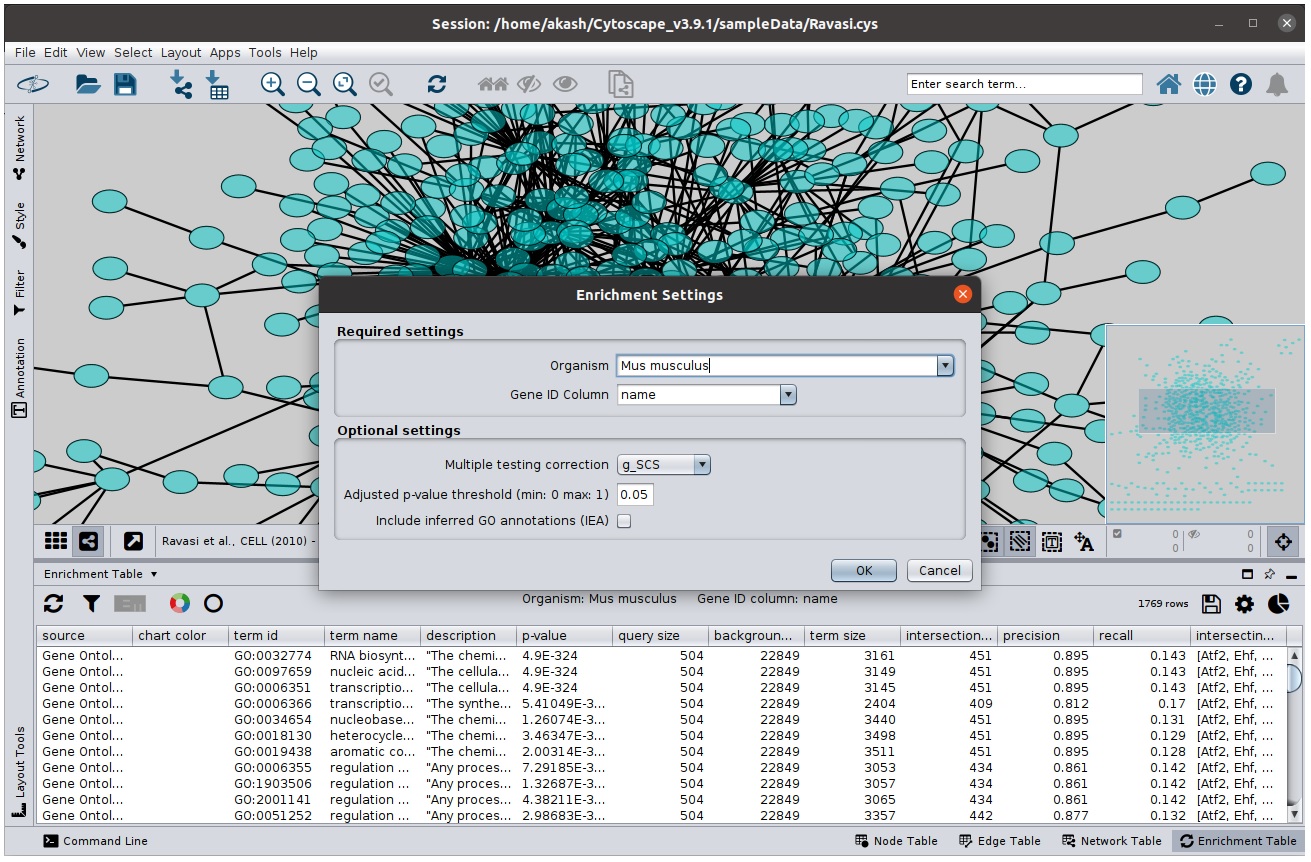 Session: /home/akash/Cytoscape_v3.9.1/sampleData/Ravasi.cys
File Edit View Select Layout Apps Tools Help
Enter search term...
Network
Style
Filter
Annotation
Layout Tools
Enrichment Settings
Required settings
Organism Mus musculus
Gene ID Column name
Optional settings
Multiple testing correction g_SCS
Adjusted p-value threshold (min: 0 max: 1) 0.05
Include inferred GO annotations (IEA)
OK Cancel
Ravasi et al., CELL (2010) -
0 0
0 0
Enrichment Table
Organism: Mus musculus Gene ID column: name 1769 rows
source chart color term id term name description p-value query size backgroun... term size intersection... precision recall intersectin...
Gene Ontol... GO:0032774 RNA biosynt... "The chemi... 4.9E-324 504 22849 3161 451 0.895 0.143 [Atf2, Ehf, ...
Gene Ontol... GO:0097659 nucleic acid... "The cellula... 4.9E-324 504 22849 3149 451 0.895 0.143 [Atf2, Ehf, ...
Gene Ontol... GO:0006351 transcriptio... "The cellula... 4.9E-324 504 22849 3145 451 0.895 0.143 [Atf2, Ehf, ...
Gene Ontol... GO:0006366 transcriptio... "The synthe... 5.41049E-3... 504 22849 2404 409 0.812 0.17 [Atf2, Ehf, ...
Gene Ontol... GO:0034654 nucleobase... "The chemi... 1.26074E-3... 504 22849 3440 451 0.895 0.131 [Atf2, Ehf, ...
Gene Ontol... GO:0018130 heterocycle... "The chemi... 3.46347E-3... 504 22849 3498 451 0.895 0.129 [Atf2, Ehf, ...
Gene Ontol... GO:0019438 aromatic co... "The chemi... 2.00314E-3... 504 22849 3511 451 0.895 0.128 [Atf2, Ehf, ...
Gene Ontol... GO:0006355 regulation ... "Any proces... 7.29185E-3... 504 22849 3053 434 0.861 0.142 [Atf2, Ehf, ...
Gene Ontol... GO:1903506 regulation ... "Any proces... 1.32687E-3... 504 22849 3057 434 0.861 0.142 [Atf2, Ehf, ...
Gene Ontol... GO:2001141 regulation ... "Any proces... 4.38211E-3... 504 22849 3065 434 0.861 0.142 [Atf2, Ehf, ...
Gene Ontol... GO:0051252 regulation ... "Any proces... 2.98683E-3... 504 22849 3357 442 0.877 0.132 [Atf2, Ehf, ...
Command Line Node Table Edge Table Network Table Enrichment Table